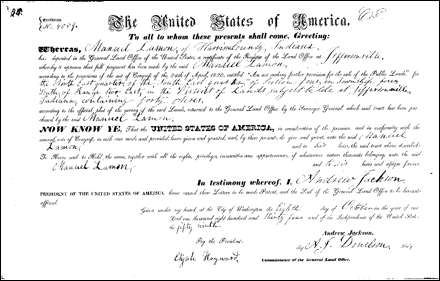 The United States of America.
To all to whom these presents shall come, Greeting:
Whereas, Manuel Lamon, of Harrison County, Indiana
has deposited in the General Land Office of the United States, a certificate of the Register of the Land Office at Jeffersonville
whereby it appears that full payment has been made by the said Manuel Lamon,
according to the provisions of the act of Congress of the 24th of April, 1820, entitled "An act making further provision for the sale of the Public Lands," for
the North East quarter of the South East quarter of Section one, in Township four
South, of Range two East, in the District of Lands subject to sale at Jeffersonville,
Indiana, containing forty Acres.
according to the official plat of the survey of the said Lands, returned to the General Land Office by the Surveyor General, which said tract has been pur-
chased by the said Manuel Lamon.
NOW KNOW YE, That the UNITED STATES OF AMERICA, in consideration of the premises, and in conformity with the
several acts of Congress, in such case made and provided, have given and granted, and, by these presents, do give and grant, unto the said Manuel
Lamon, and to his heirs, the said tract above described:
To Have and to Hold the same, together with all the rights, privileges, immunities and appurtenances, of whatsoever nature, thereunto belonging, unto the said
Manuel Lamon, and to his heirs and assigns forever.
In testimony whereof, I, Andrew Jackson,
PRESIDENT OF THE UNITED STATES OF AMERICA, have caused these Letters to be made Patent, and the Seal of the General Land Office to be hereunto
affixed.
Given under my hand at the City of Washington the Eighth day of October in the year of our
Lord one thousand eight hundred and thirty four and of the Independence of the United States
the fifty ninth
By the President: Andrew Jackson,
By A. J. Donelson, Sec'y
Elijah Hayward Commissioner of the General Land Office.